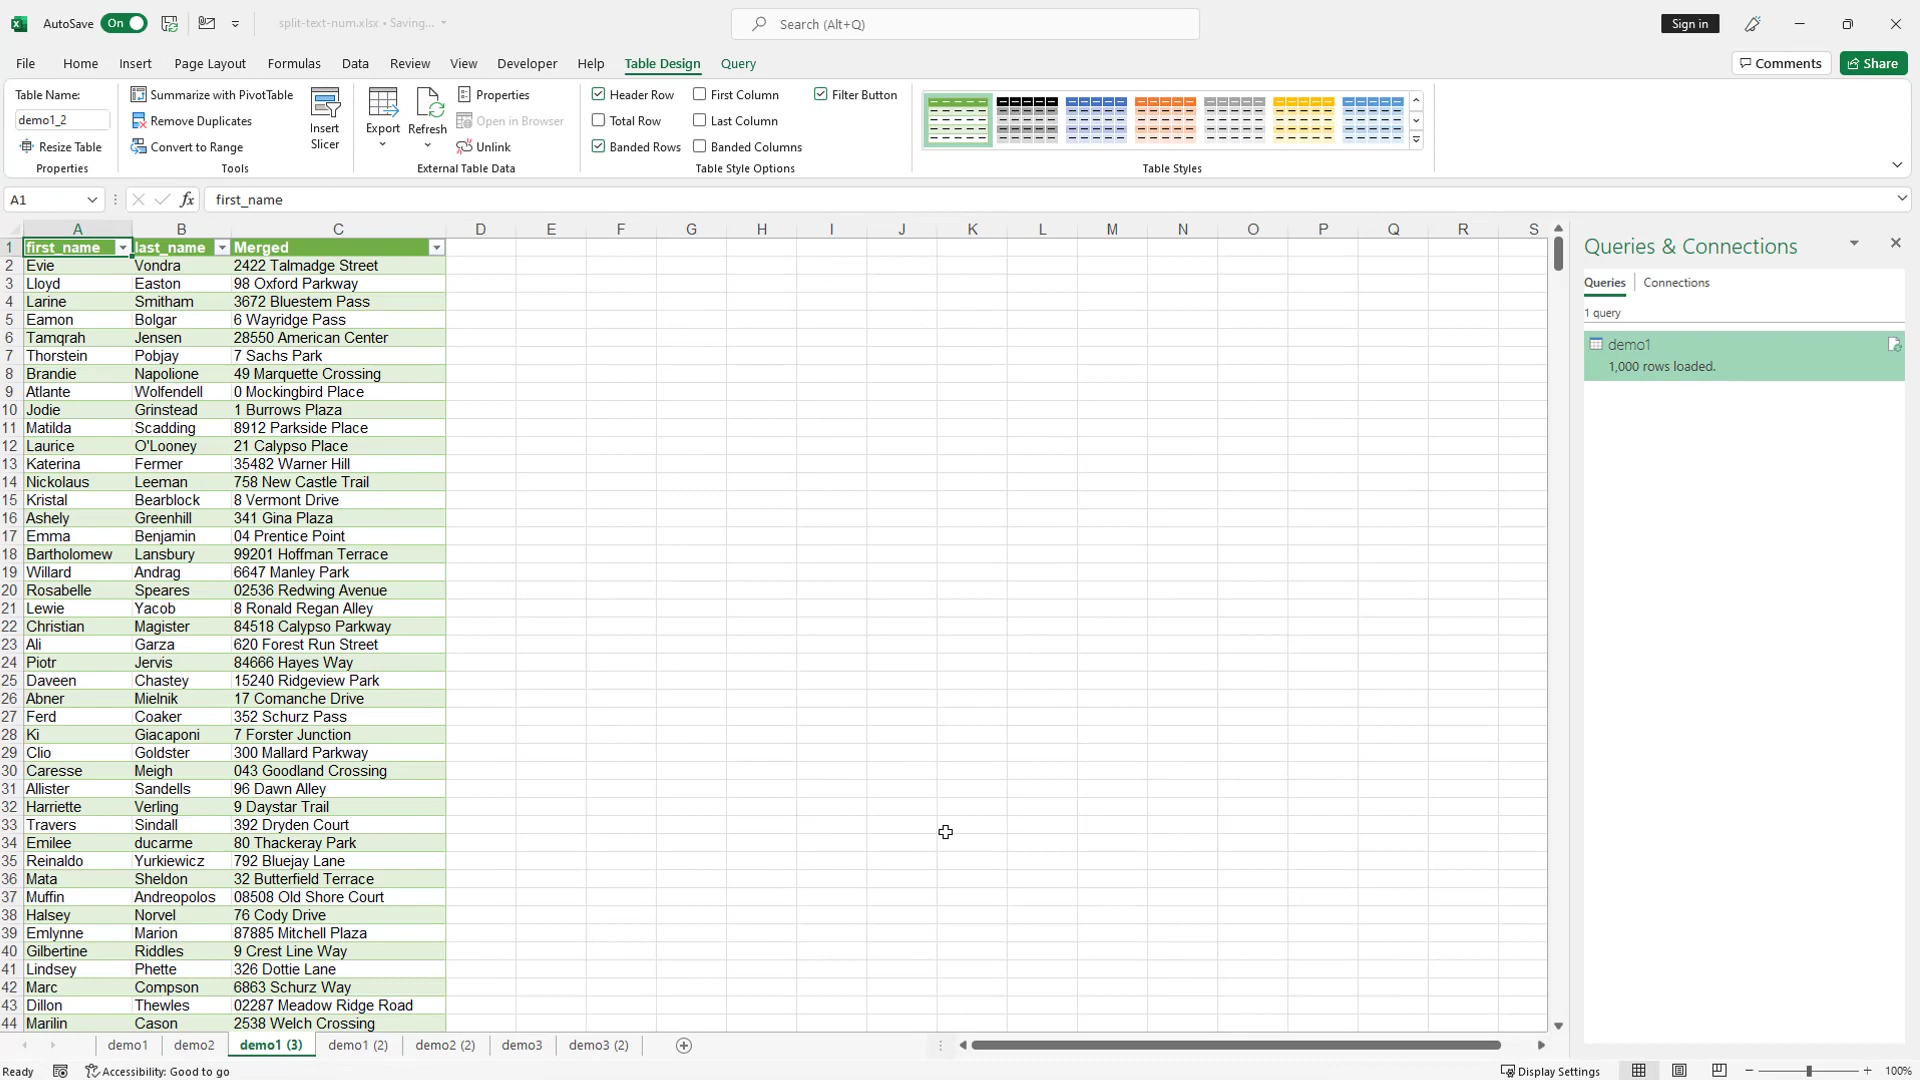 AutoSave On split-text-num.xlsx • Saving... Search (Alt+Q) Sign in
File Home Insert Page Layout Formulas Data Review View Developer Help Table Design Query Comments Share
Table Name: Summarize with PivotTable Properties Header Row First Column Filter Button
demo1_2 Remove Duplicates Insert Slicer Export Refresh Open in Browser Total Row Last Column
Resize Table Convert to Range Unlink Banded Rows Banded Columns
Properties Tools External Table Data Table Style Options Table Styles
A1 fx first_name
A B C D E F G H I J K L M N O P Q R S
1 first_name last_name Merged
2 Evie Vondra 2422 Talmadge Street
3 Lloyd Easton 98 Oxford Parkway
4 Larine Smitham 3672 Bluestem Pass
5 Eamon Bolgar 6 Wayridge Pass
6 Tamqrah Jensen 28550 American Center
7 Thorstein Pobjay 7 Sachs Park
8 Brandie Napolione 49 Marquette Crossing
9 Atlante Wolfendell 0 Mockingbird Place
10 Jodie Grinstead 1 Burrows Plaza
11 Matilda Scadding 8912 Parkside Place
12 Laurice O'Looney 21 Calypso Place
13 Katerina Fermer 35482 Warner Hill
14 Nickolaus Leeman 758 New Castle Trail
15 Kristal Bearblock 8 Vermont Drive
16 Ashely Greenhill 341 Gina Plaza
17 Emma Benjamin 04 Prentice Point
18 Bartholomew Lansbury 99201 Hoffman Terrace
19 Willard Andrag 6647 Manley Park
20 Rosabelle Speares 02536 Redwing Avenue
21 Lewie Yacob 8 Ronald Regan Alley
22 Christian Magister 84518 Calypso Parkway
23 Ali Garza 620 Forest Run Street
24 Piotr Jervis 84666 Hayes Way
25 Daveen Chastey 15240 Ridgeview Park
26 Abner Mielnik 17 Comanche Drive
27 Ferd Coaker 352 Schurz Pass
28 Ki Giacaponi 7 Forster Junction
29 Clio Goldster 300 Mallard Parkway
30 Caresse Meigh 043 Goodland Crossing
31 Allister Sandells 96 Dawn Alley
32 Harriette Verling 9 Daystar Trail
33 Travers Sindall 392 Dryden Court
34 Emilee ducarme 80 Thackeray Park
35 Reinaldo Yurkiewicz 792 Bluejay Lane
36 Mata Sheldon 32 Butterfield Terrace
37 Muffin Andreopolos 08508 Old Shore Court
38 Halsey Norvel 76 Cody Drive
39 Emlynne Marion 87885 Mitchell Plaza
40 Gilbertine Riddles 9 Crest Line Way
41 Lindsey Phette 326 Dottie Lane
42 Marc Compson 6863 Schurz Way
43 Dillon Thewles 02287 Meadow Ridge Road
44 Marilin Cason 2538 Welch Crossing
Queries & Connections
Queries Connections
1 query
demo1
1,000 rows loaded.
demo1 demo2 demo1 (3) demo1 (2) demo2 (2) demo3 demo3 (2)
Ready Accessibility: Good to go Display Settings 100%